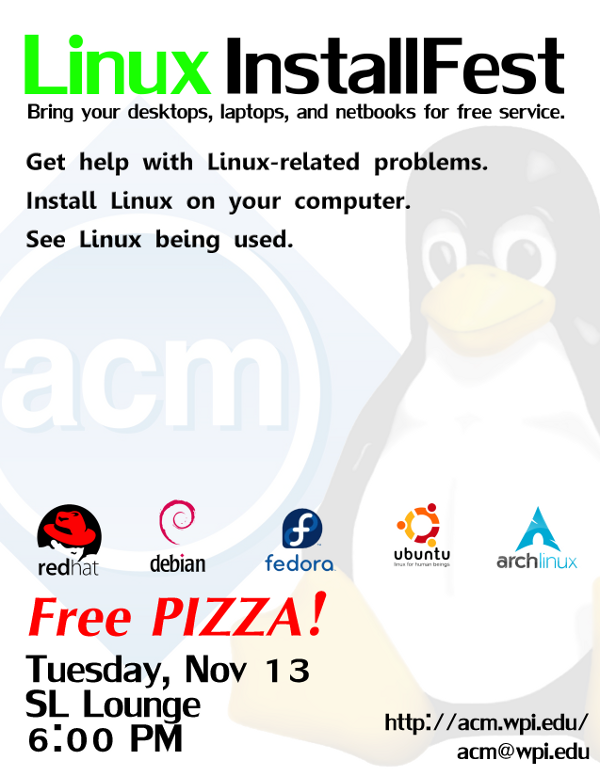 Linux InstallFest
Bring your desktops, laptops, and netbooks for free service.
Get help with Linux-related problems.
Install Linux on your computer.
See Linux being used.
acm
redhat
debian
fedora
ubuntu
linux for human beings
archlinux
Free PIZZA!
Tuesday, Nov 13
SL Lounge
6:00 PM
http://acm.wpi.edu/
acm@wpi.edu